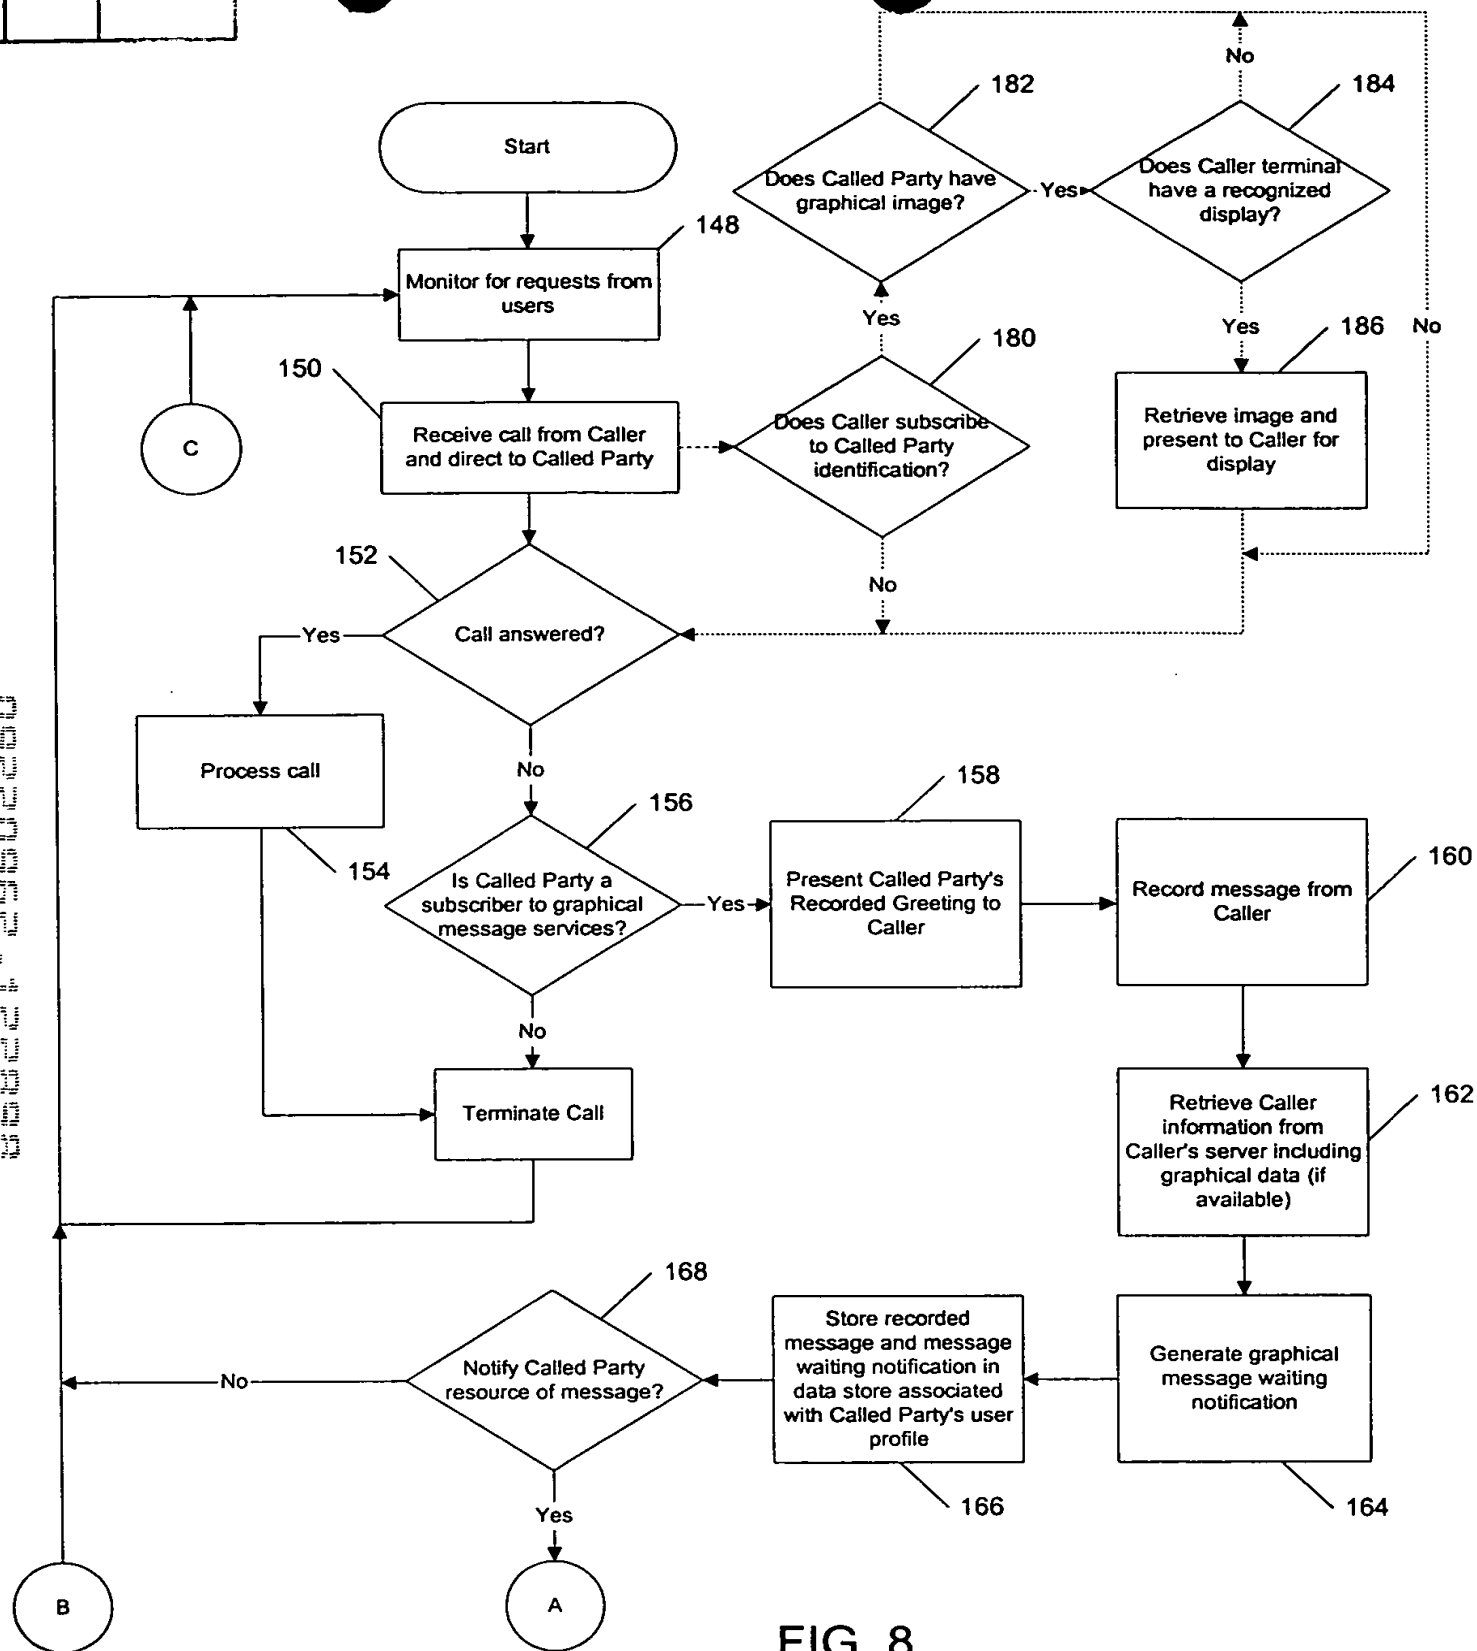 No
182
184
Start
Does Called Party have
graphical image?
Yes
Does Caller terminal
have a recognized
display?
148
Monitor for requests from
users
Yes
180
Yes
186
No
150
C
Receive call from Caller
and direct to Called Party
Does Caller subscribe
to Called Party
identification?
Retrieve image and
present to Caller for
display
152
No
Yes
Call answered?
Process call
No
154
156
158
160
Is Called Party a
subscriber to graphical
message services?
Yes
Present Called Party's
Recorded Greeting to
Caller
Record message from
Caller
No
Terminate Call
162
Retrieve Caller
information from
Caller's server including
graphical data (if
available)
168
No
Notify Called Party
resource of message?
Store recorded
message and message
waiting notification in
data store associated
with Called Party's user
profile
Generate graphical
message waiting
notification
Yes
166
164
B
A
FIG. 8